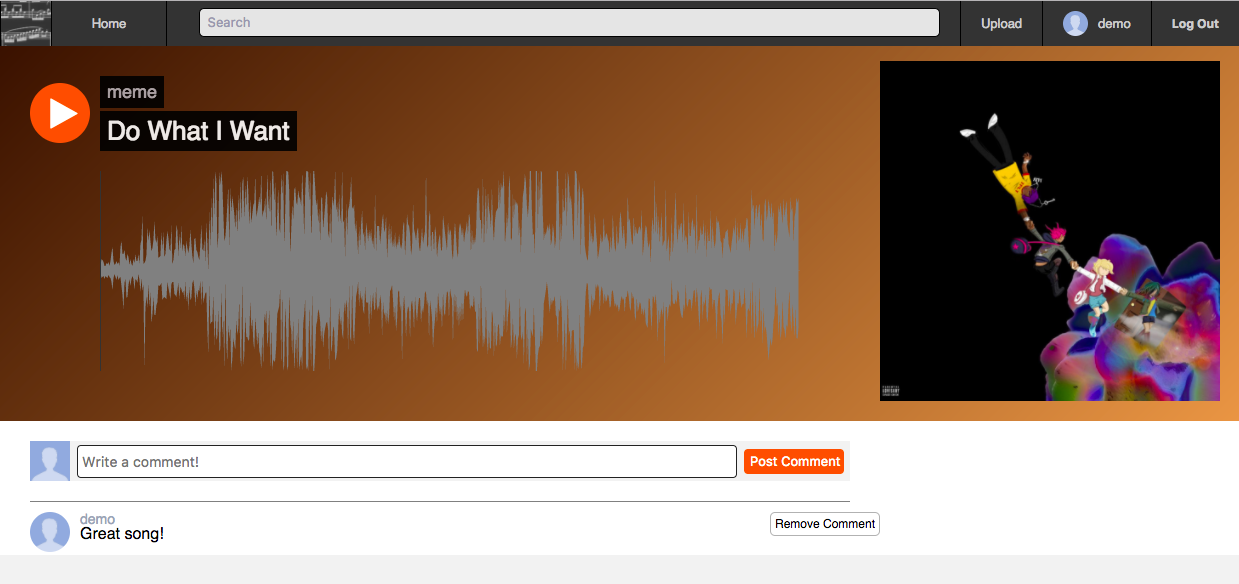 Home
Search
Upload
demo
Log Out
meme
Do What I Want
Write a comment!
Post Comment
demo
Great song!
Remove Comment